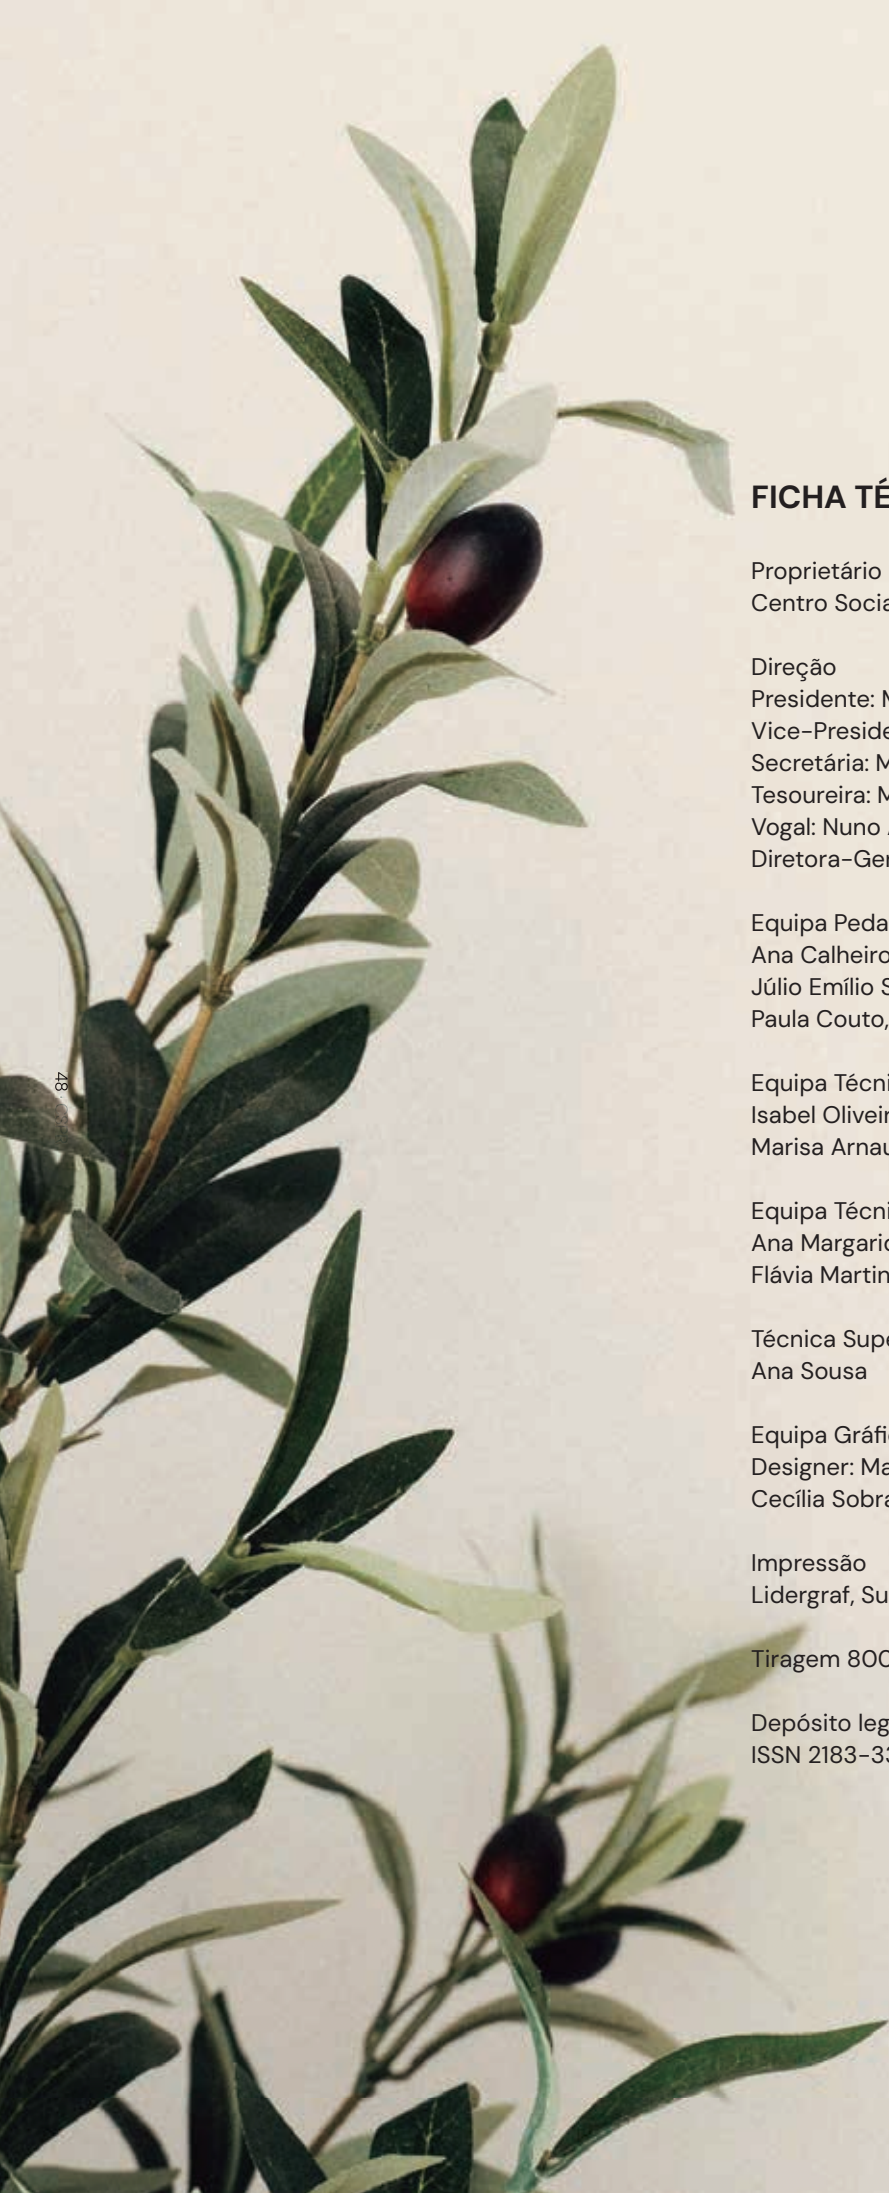 FICHA TÉ
Proprietário
Centro Socia
Direção
Presidente: M
Vice-Preside
Secretária: M
Tesoureira: M
Vogal: Nuno
Diretora-Ger
Equipa Peda
Ana Calheiro
Júlio Emílio S
Paula Couto,
Equipa Técni
Isabel Oliveir
Marisa Arnau
Equipa Técni
Ana Margarid
Flávia Martin
Técnica Supe
Ana Sousa
Equipa Gráfi
Designer: Ma
Cecília Sobra
Impressão
Lidergraf, Su
Tiragem 800
Depósito leg
ISSN 2183-33
48